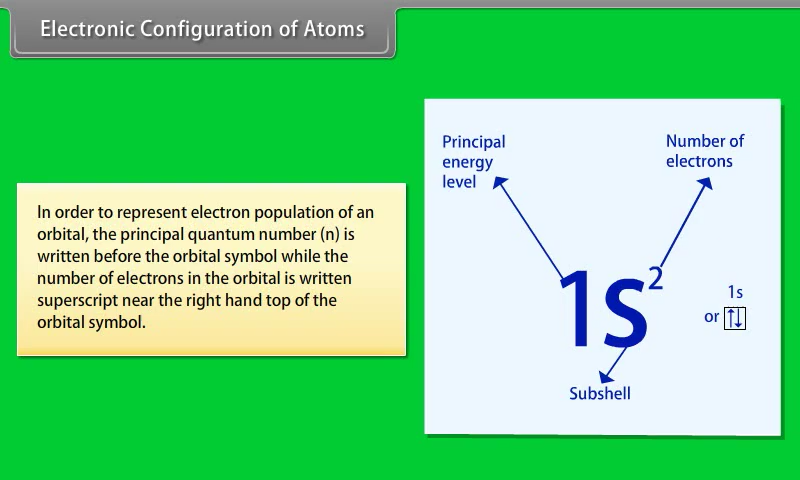 Electronic Configuration of Atoms
In order to represent electron population of an
orbital, the principal quantum number (n) is
written before the orbital symbol while the
number of electrons in the orbital is written
superscript near the right hand top of the
orbital symbol.
Principal
energy
level
Number of
electrons
1s²
1s
or ↑↓
Subshell